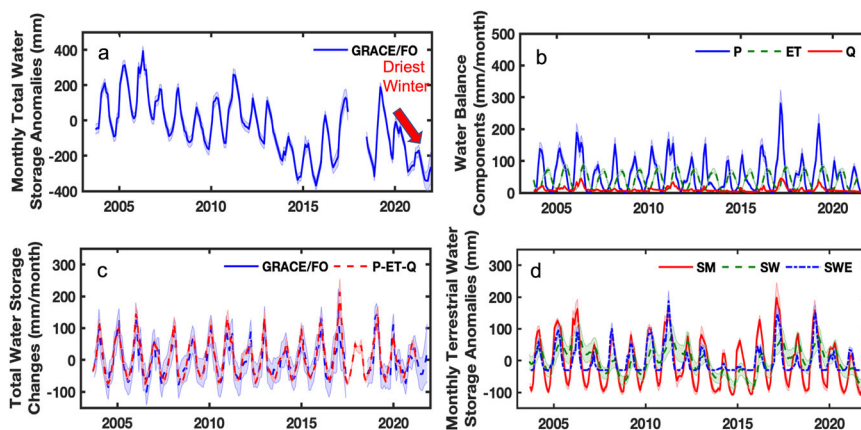 a
GRACE/FO
Driest
Winter
Monthly Total Water
Storage Anomalies (mm)
400
200
0
-200
-400
2005
2010
2015
2020
b
P
ET
Q
Water Balance
Components (mm/month)
500
400
300
200
100
0
2005
2010
2015
2020
c
GRACE/FO
P-ET-Q
Total Water Storage
Changes (mm/month)
300
200
100
0
-100
2005
2010
2015
2020
d
SM
SW
SWE
Monthly Terrestrial Water
Storage Anomalies (mm)
300
200
100
0
-100
2005
2010
2015
2020